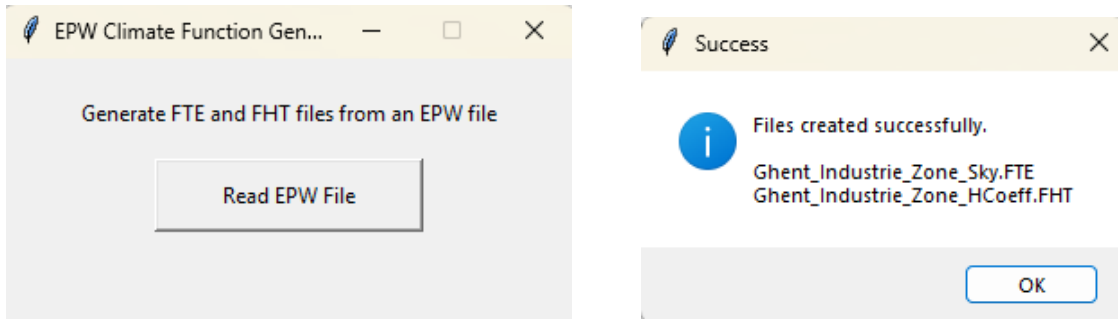 EPW Climate Function Gen...
Generate FTE and FHT files from an EPW file
Read EPW File
Success
Files created successfully.
Ghent_Industrie_Zone_Sky.FTE
Ghent_Industrie_Zone_HCoeff.FHT
OK